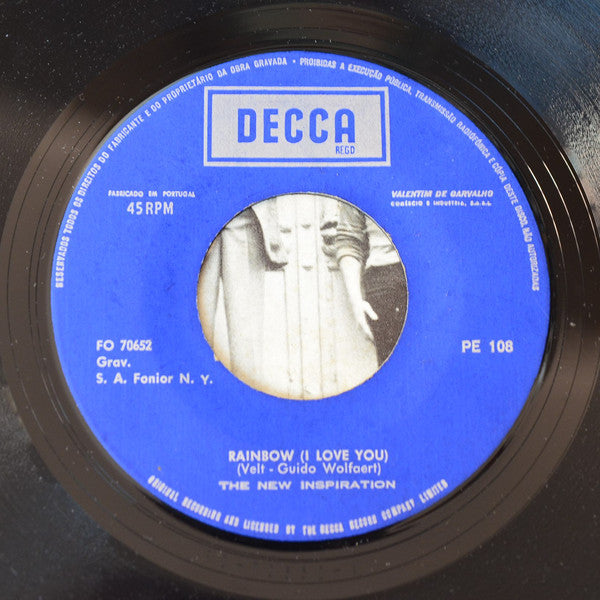 RESERVADOS TODOS OS DIREITOS DO FABRICANTE E DO PROPRIETÁRIO DA OBRA GRAVADA • PROIBIDAS A EXECUÇÃO PÚBLICA, TRANSMISSÃO RADIOFÓNICA E CÓPIA DESTE DISCO, NÃO AUTORIZADAS
DECCA
REGD
FABRICADO EM PORTUGAL
45 RPM
VALENTIM DE CARVALHO
COMÉRCIO E INDUSTRIA, S.A.R.L
FO 70652
Grav.
S. A. Fonior N. Y.
PE 108
RAINBOW (I LOVE YOU)
(Velt - Guido Wolfaert)
THE NEW INSPIRATION
ORIGINAL RECORDING AND LICENSED BY THE DECCA RECORD COMPANY LIMITED